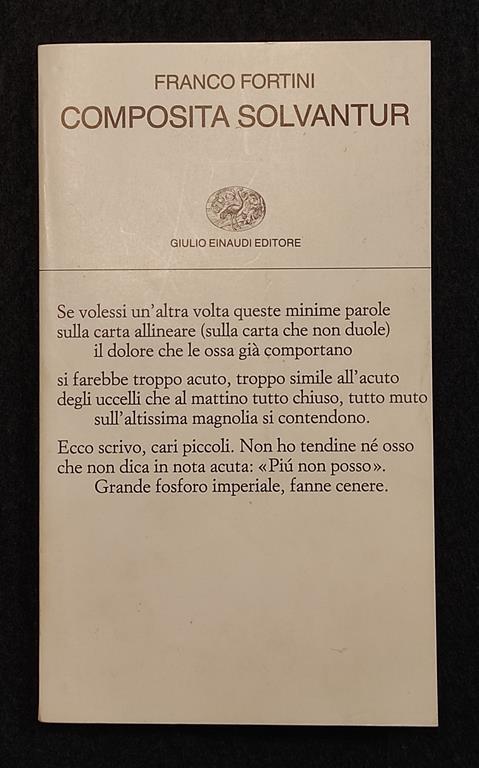 FRANCO FORTINI
COMPOSITA SOLVANTUR
GIULIO EINAUDI EDITORE
Se volessi un'altra volta queste minime parole
sulla carta allineare (sulla carta che non duole)
il dolore che le ossa già comportano
si farebbe troppo acuto, troppo simile all'acuto
degli uccelli che al mattino tutto chiuso, tutto muto
sull'altissima magnolia si contendono.
Ecco scrivo, cari piccoli. Non ho tendine né osso
che non dica in nota acuta: «Piú non posso».
Grande fosforo imperiale, fanne cenere.